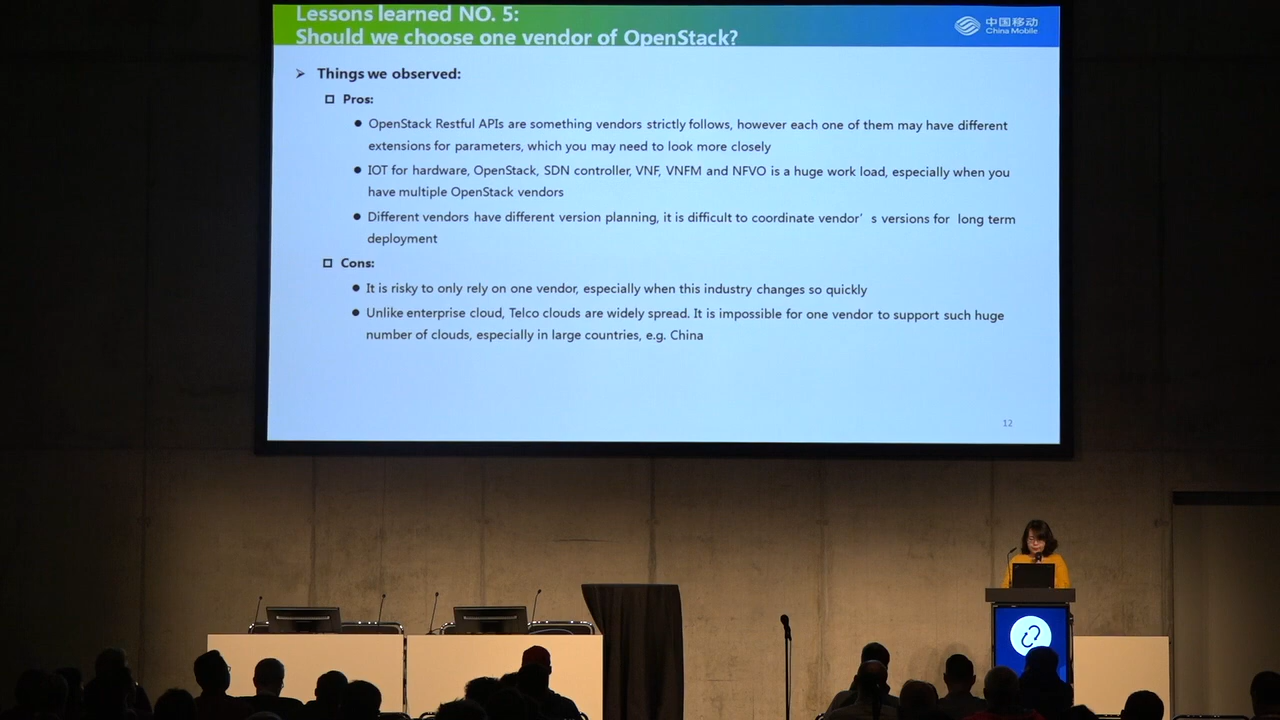 Lessons learned NO. 5:
Should we choose one vendor of OpenStack?
中国移动
China Mobile
➢ Things we observed:
□ Pros:
● OpenStack Restful APIs are something vendors strictly follows, however each one of them may have different
extensions for parameters, which you may need to look more closely
● IOT for hardware, OpenStack, SDN controller, VNF, VNFM and NFVO is a huge work load, especially when you
have multiple OpenStack vendors
● Different vendors have different version planning, it is difficult to coordinate vendor's versions for long term
deployment
□ Cons:
● It is risky to only rely on one vendor, especially when this industry changes so quickly
● Unlike enterprise cloud, Telco clouds are widely spread. It is impossible for one vendor to support such huge
number of clouds, especially in large countries, e.g. China
12